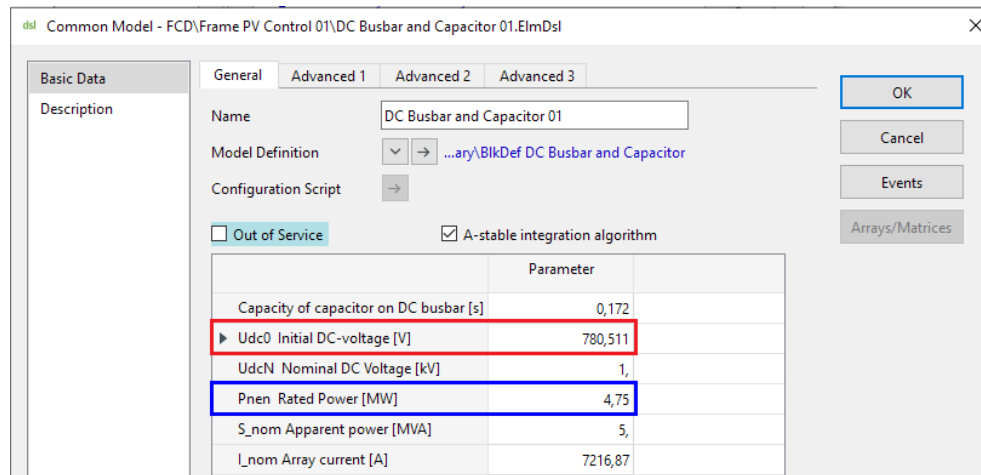 dsl Common Model - FCD\Frame PV Control 01\DC Busbar and Capacitor 01.ElmDsl
Basic Data
Description
General Advanced 1 Advanced 2 Advanced 3
Name DC Busbar and Capacitor 01
Model Definition ...ary\BlkDef DC Busbar and Capacitor
Configuration Script
Out of Service A-stable integration algorithm
Parameter
Capacity of capacitor on DC busbar [s] 0,172
Udc0 Initial DC-voltage [V] 780,511
UdcN Nominal DC Voltage [kV] 1,
Pnen Rated Power [MW] 4,75
S_nom Apparent power [MVA] 5,
I_nom Array current [A] 7216,87
OK
Cancel
Events
Arrays/Matrices